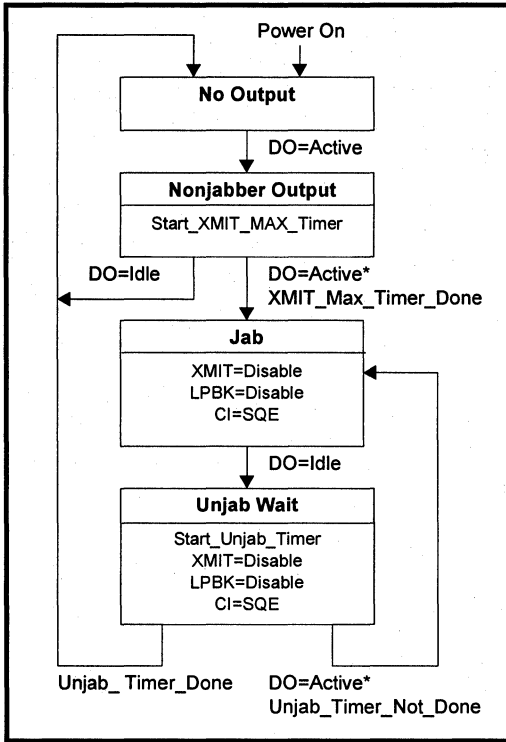 Power On
No Output
DO=Active
Nonjabber Output
Start_XMIT_MAX_Timer
DO=Idle
DO=Active*
XMIT_Max_Timer_Done
Jab
XMIT=Disable
LPBK=Disable
CI=SQE
DO=Idle
Unjab Wait
Start_Unjab_Timer
XMIT=Disable
LPBK=Disable
CI=SQE
Unjab_ Timer_Done
DO=Active*
Unjab_Timer_Not_Done